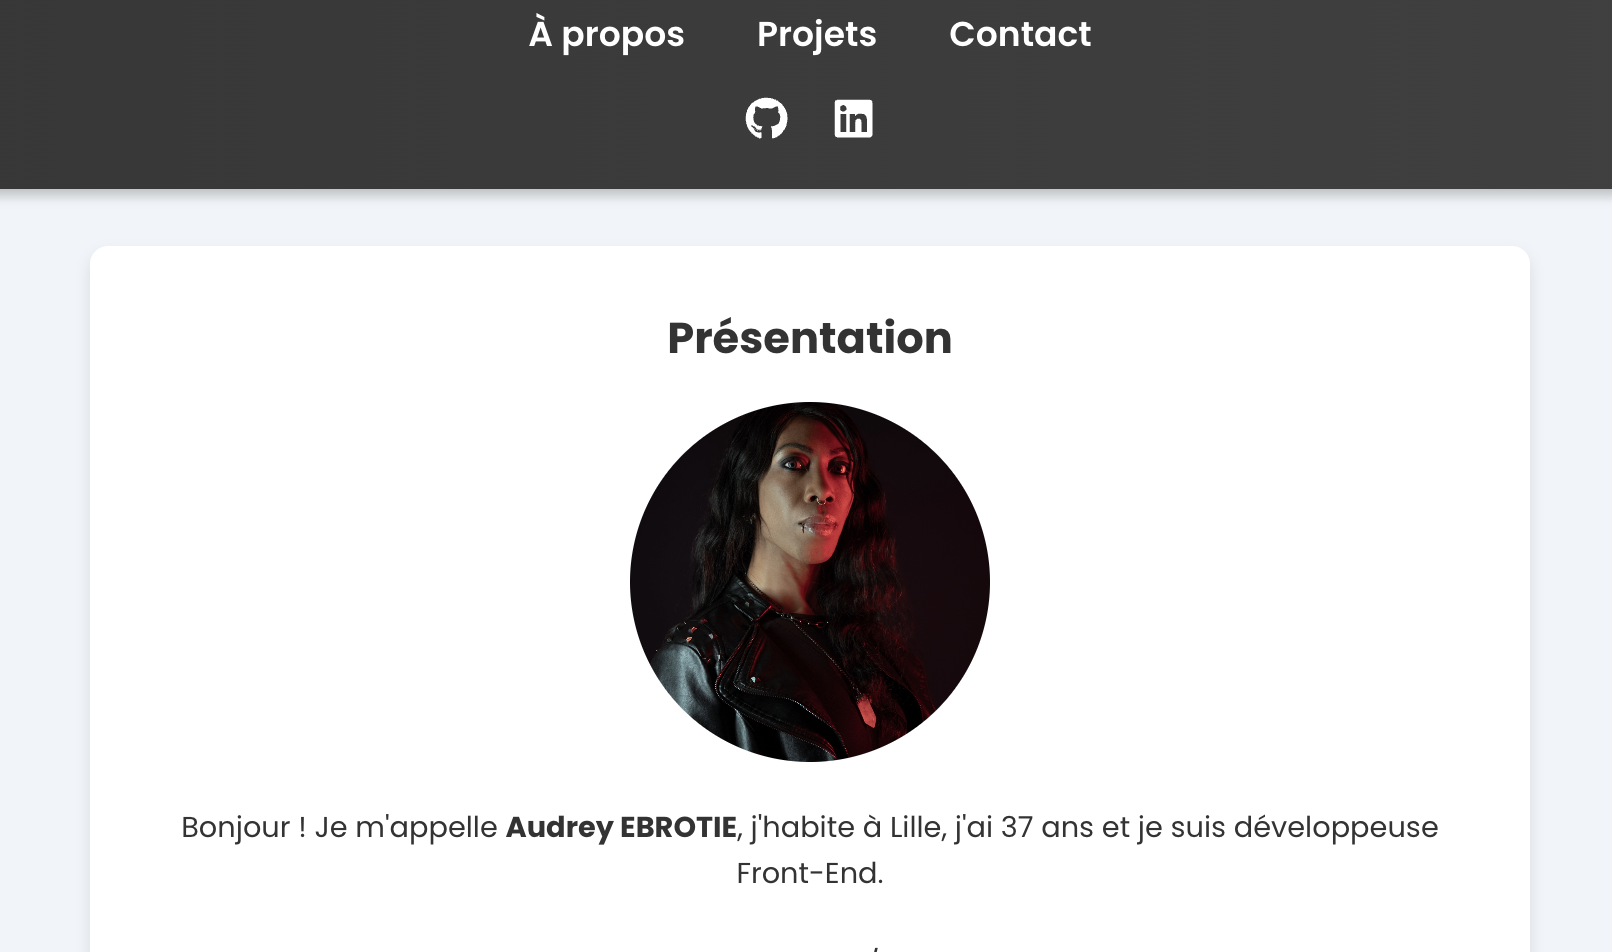 À propos Projets Contact
in
Présentation
Bonjour ! Je m'appelle Audrey EBROTIE, j'habite à Lille, j'ai 37 ans et je suis développeuse
Front-End.